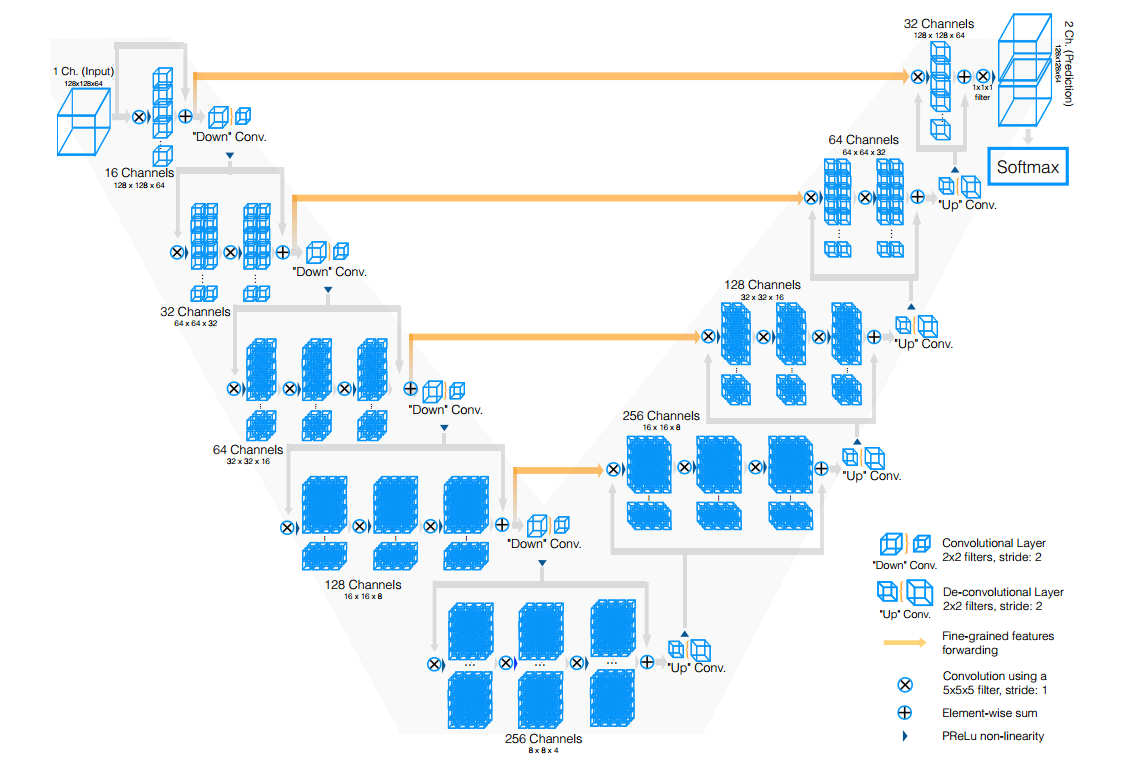 1 Ch. (Input)
128x128x64
"Down" Conv.
16 Channels
128 x 128 x 64
"Down" Conv.
32 Channels
64 x 64 x 32
"Down" Conv.
64 Channels
32 x 32 x 16
"Down" Conv.
128 Channels
16 x 16 x 8
256 Channels
8 x 8 x 4
"Up" Conv.
256 Channels
16 x 16 x 8
"Up" Conv.
128 Channels
32 x 32 x 16
"Up" Conv.
64 Channels
64 x 64 x 32
"Up" Conv.
32 Channels
128 x 128 x 64
1x1x1
filter
2 Ch. (Prediction)
128x128x64
Softmax
"Down" Conv.
Convolutional Layer
2x2 filters, stride: 2
"Up" Conv.
De-convolutional Layer
2x2 filters, stride: 2
Fine-grained features
forwarding
Convolution using a
5x5x5 filter, stride: 1
Element-wise sum
PReLu non-linearity